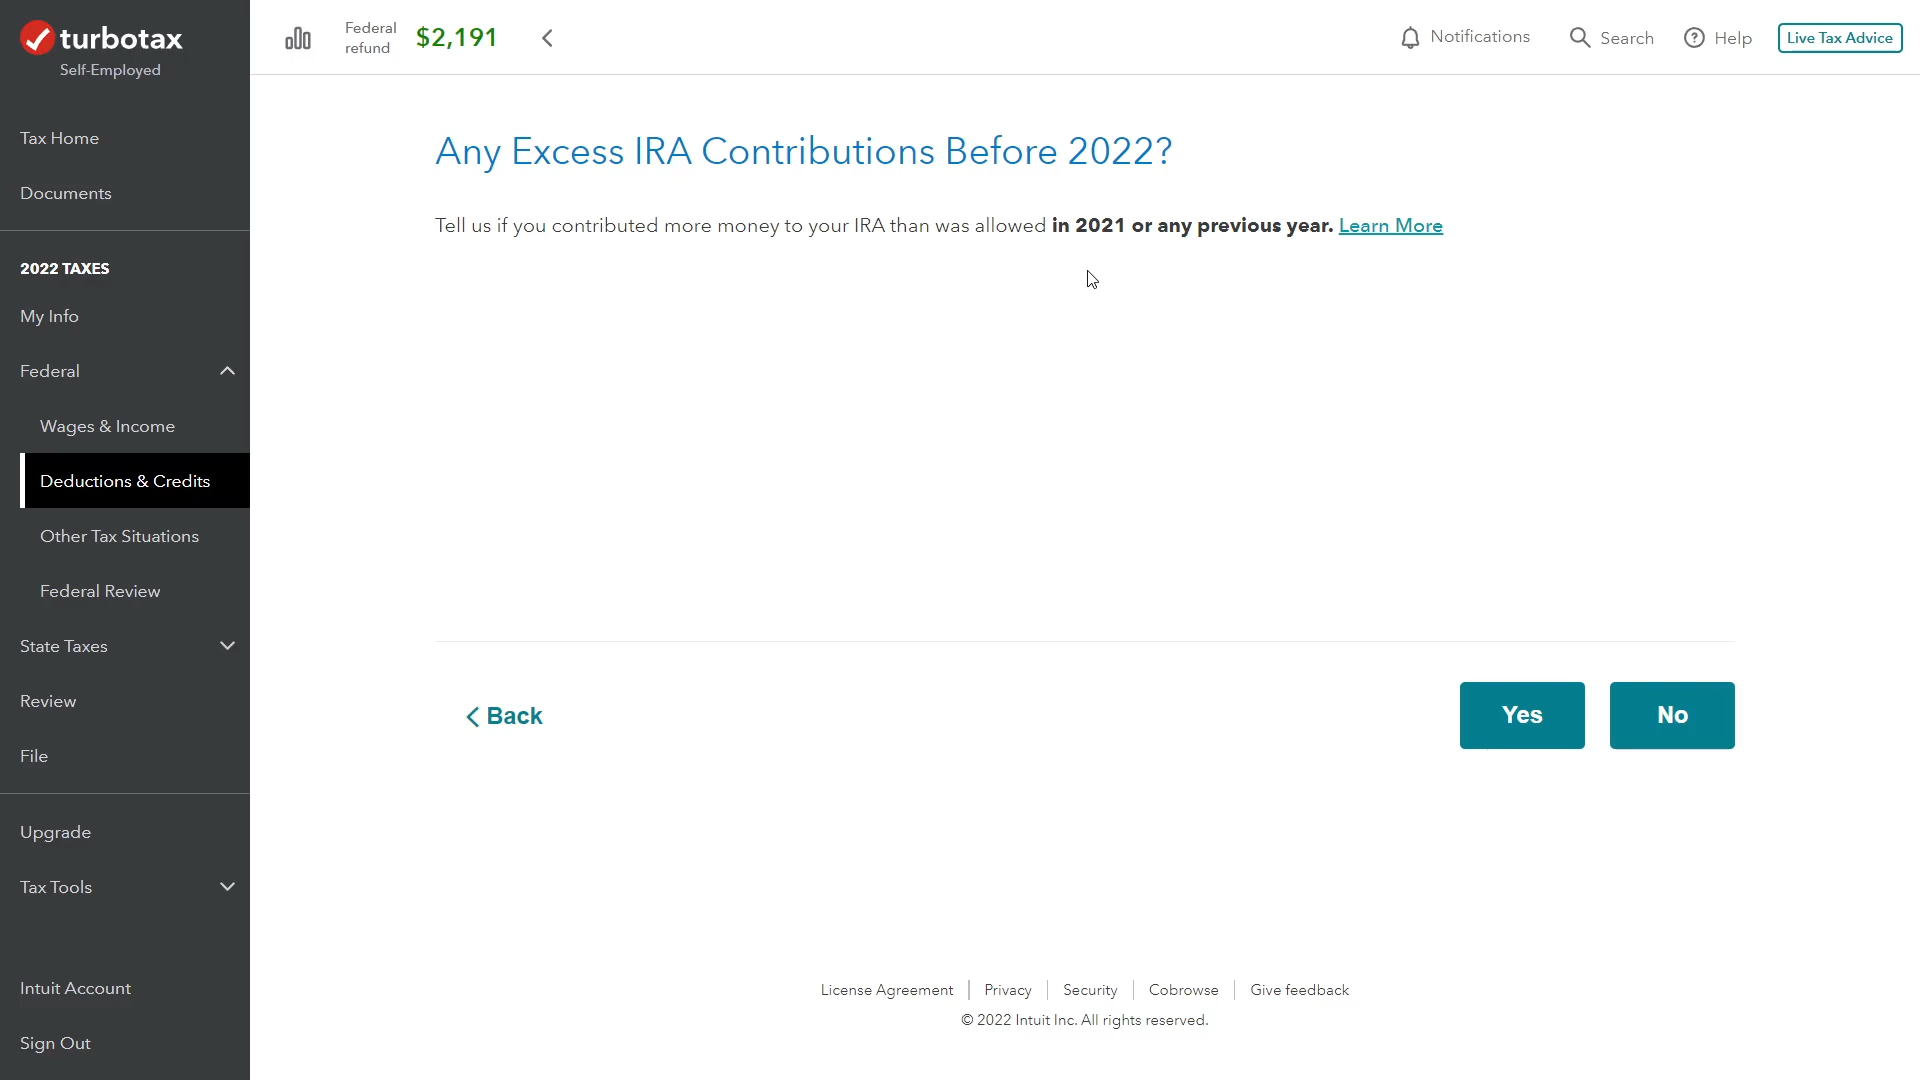 turbotax
Self-Employed
Federal
refund
$2,191
Notifications
Search
Help
Live Tax Advice
Tax Home
Documents
2022 TAXES
My Info
Federal
Wages & Income
Deductions & Credits
Other Tax Situations
Federal Review
State Taxes
Review
File
Upgrade
Tax Tools
Intuit Account
Sign Out
Any Excess IRA Contributions Before 2022?
Tell us if you contributed more money to your IRA than was allowed in 2021 or any previous year. Learn More
Back
Yes
No
License Agreement
Privacy
Security
Cobrowse
Give feedback
© 2022 Intuit Inc. All rights reserved.